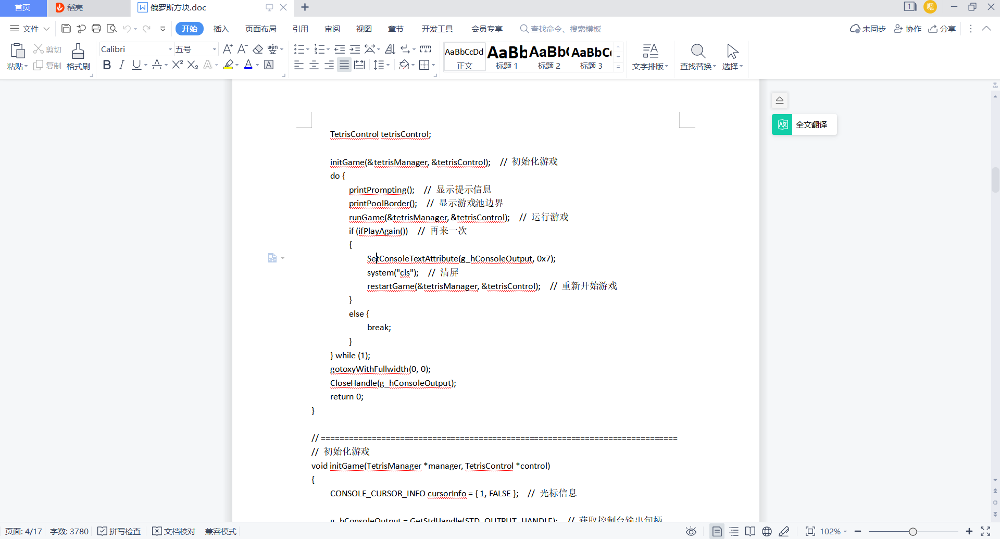 首页
稻壳
俄罗斯方块.doc
1
嗯
文件
开始
插入
页面布局
引用
审阅
视图
章节
开发工具
会员专享
查找命令、搜索模板
未同步
协作
分享
粘贴
剪切
复制
格式刷
Calibri
五号
AaBbCcDd
正文
AaBb
标题 1
AaBb(
标题 2
AaBbC
标题 3
文字排版
查找替换
选择
全文翻译
TetrisControl tetrisControl;
initGame(&tetrisManager, &tetrisControl);    // 初始化游戏
do {
printPrompting();    // 显示提示信息
printPoolBorder();    // 显示游戏池边界
runGame(&tetrisManager, &tetrisControl);    // 运行游戏
if (ifPlayAgain())    // 再来一次
{
SetConsoleTextAttribute(g_hConsoleOutput, 0x7);
system("cls");    // 清屏
restartGame(&tetrisManager, &tetrisControl);    // 重新开始游戏
}
else {
break;
}
} while (1);
gotoxyWithFullwidth(0, 0);
CloseHandle(g_hConsoleOutput);
return 0;
}
// =============================================================================
// 初始化游戏
void initGame(TetrisManager *manager, TetrisControl *control)
{
CONSOLE_CURSOR_INFO cursorInfo = { 1, FALSE };    // 光标信息
g_hConsoleOutput = GetStdHandle(STD_OUTPUT_HANDLE);    // 获取控制台输出句柄
页面: 4/17
字数: 3780
拼写检查
文档校对
兼容模式
102%